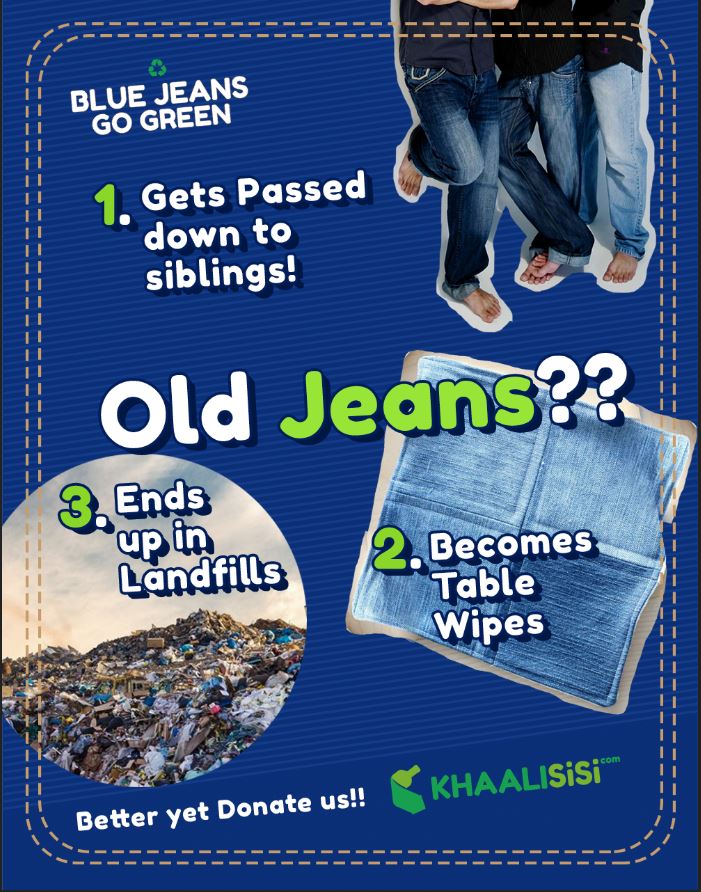 BLUE JEANS
GO GREEN
1. Gets Passed
down to
siblings!
Old Jeans??
3. Ends
up in
Landfills
2. Becomes
Table
Wipes
Better yet Donate us!!
KHAALISiSi.com